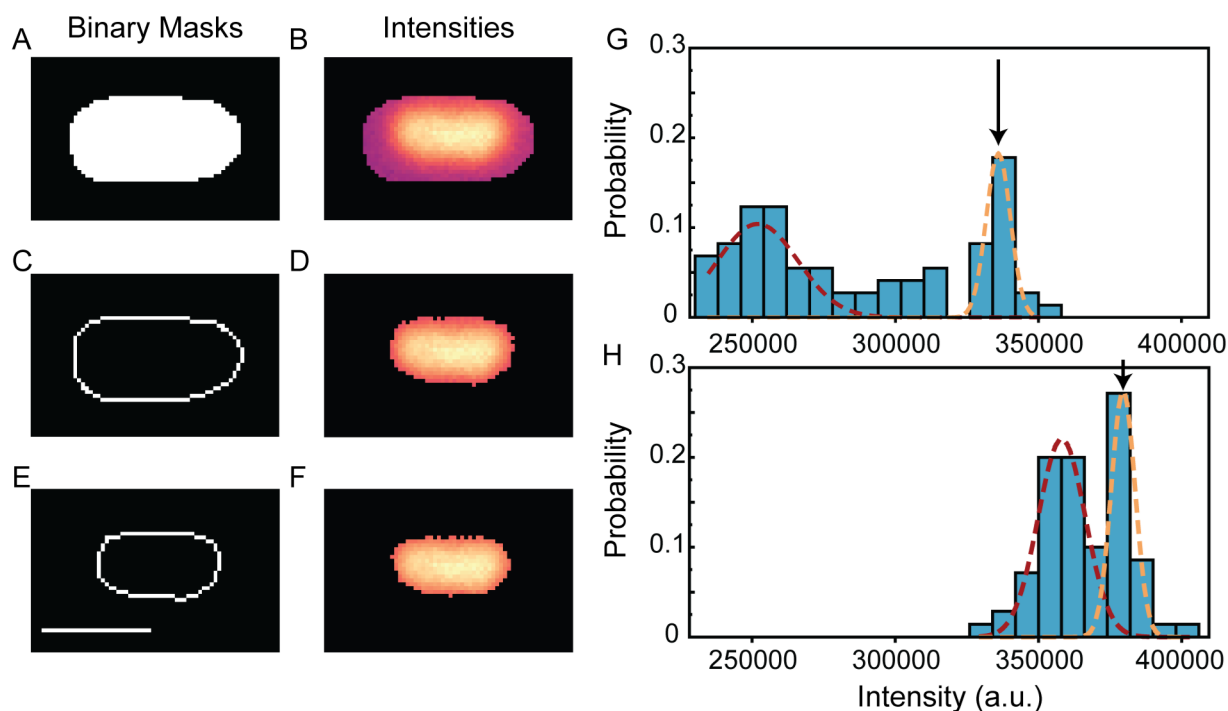 Binary Masks
Intensities
A
B
C
D
E
F
G
0.3
0.2
0.1
0
Probability
250000 300000 350000 400000
H
0.3
0.2
0.1
0
Probability
250000 300000 350000 400000
Intensity (a.u.)